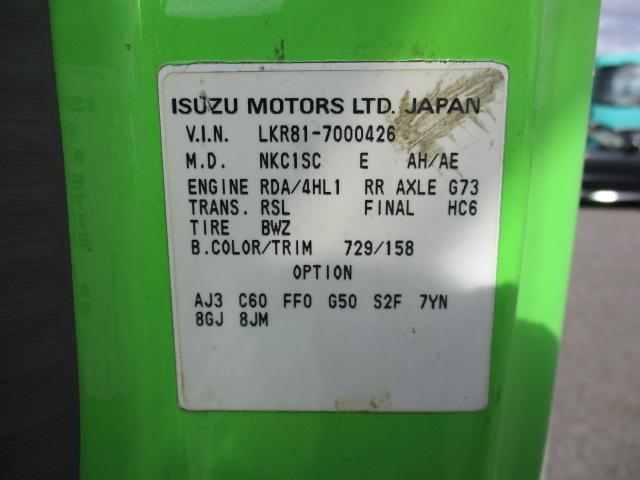 ISUZU MOTORS LTD. JAPAN
V.I.N. LKR81-7000426
M.D. NKC1SC E AH/AE
ENGINE RDA/4HL1 RR AXLE G73
TRANS. RSL FINAL HC6
TIRE BWZ
B.COLOR/TRIM 729/158
OPTION
AJ3 C60 FF0 G50 S2F 7YN
8GJ 8JM